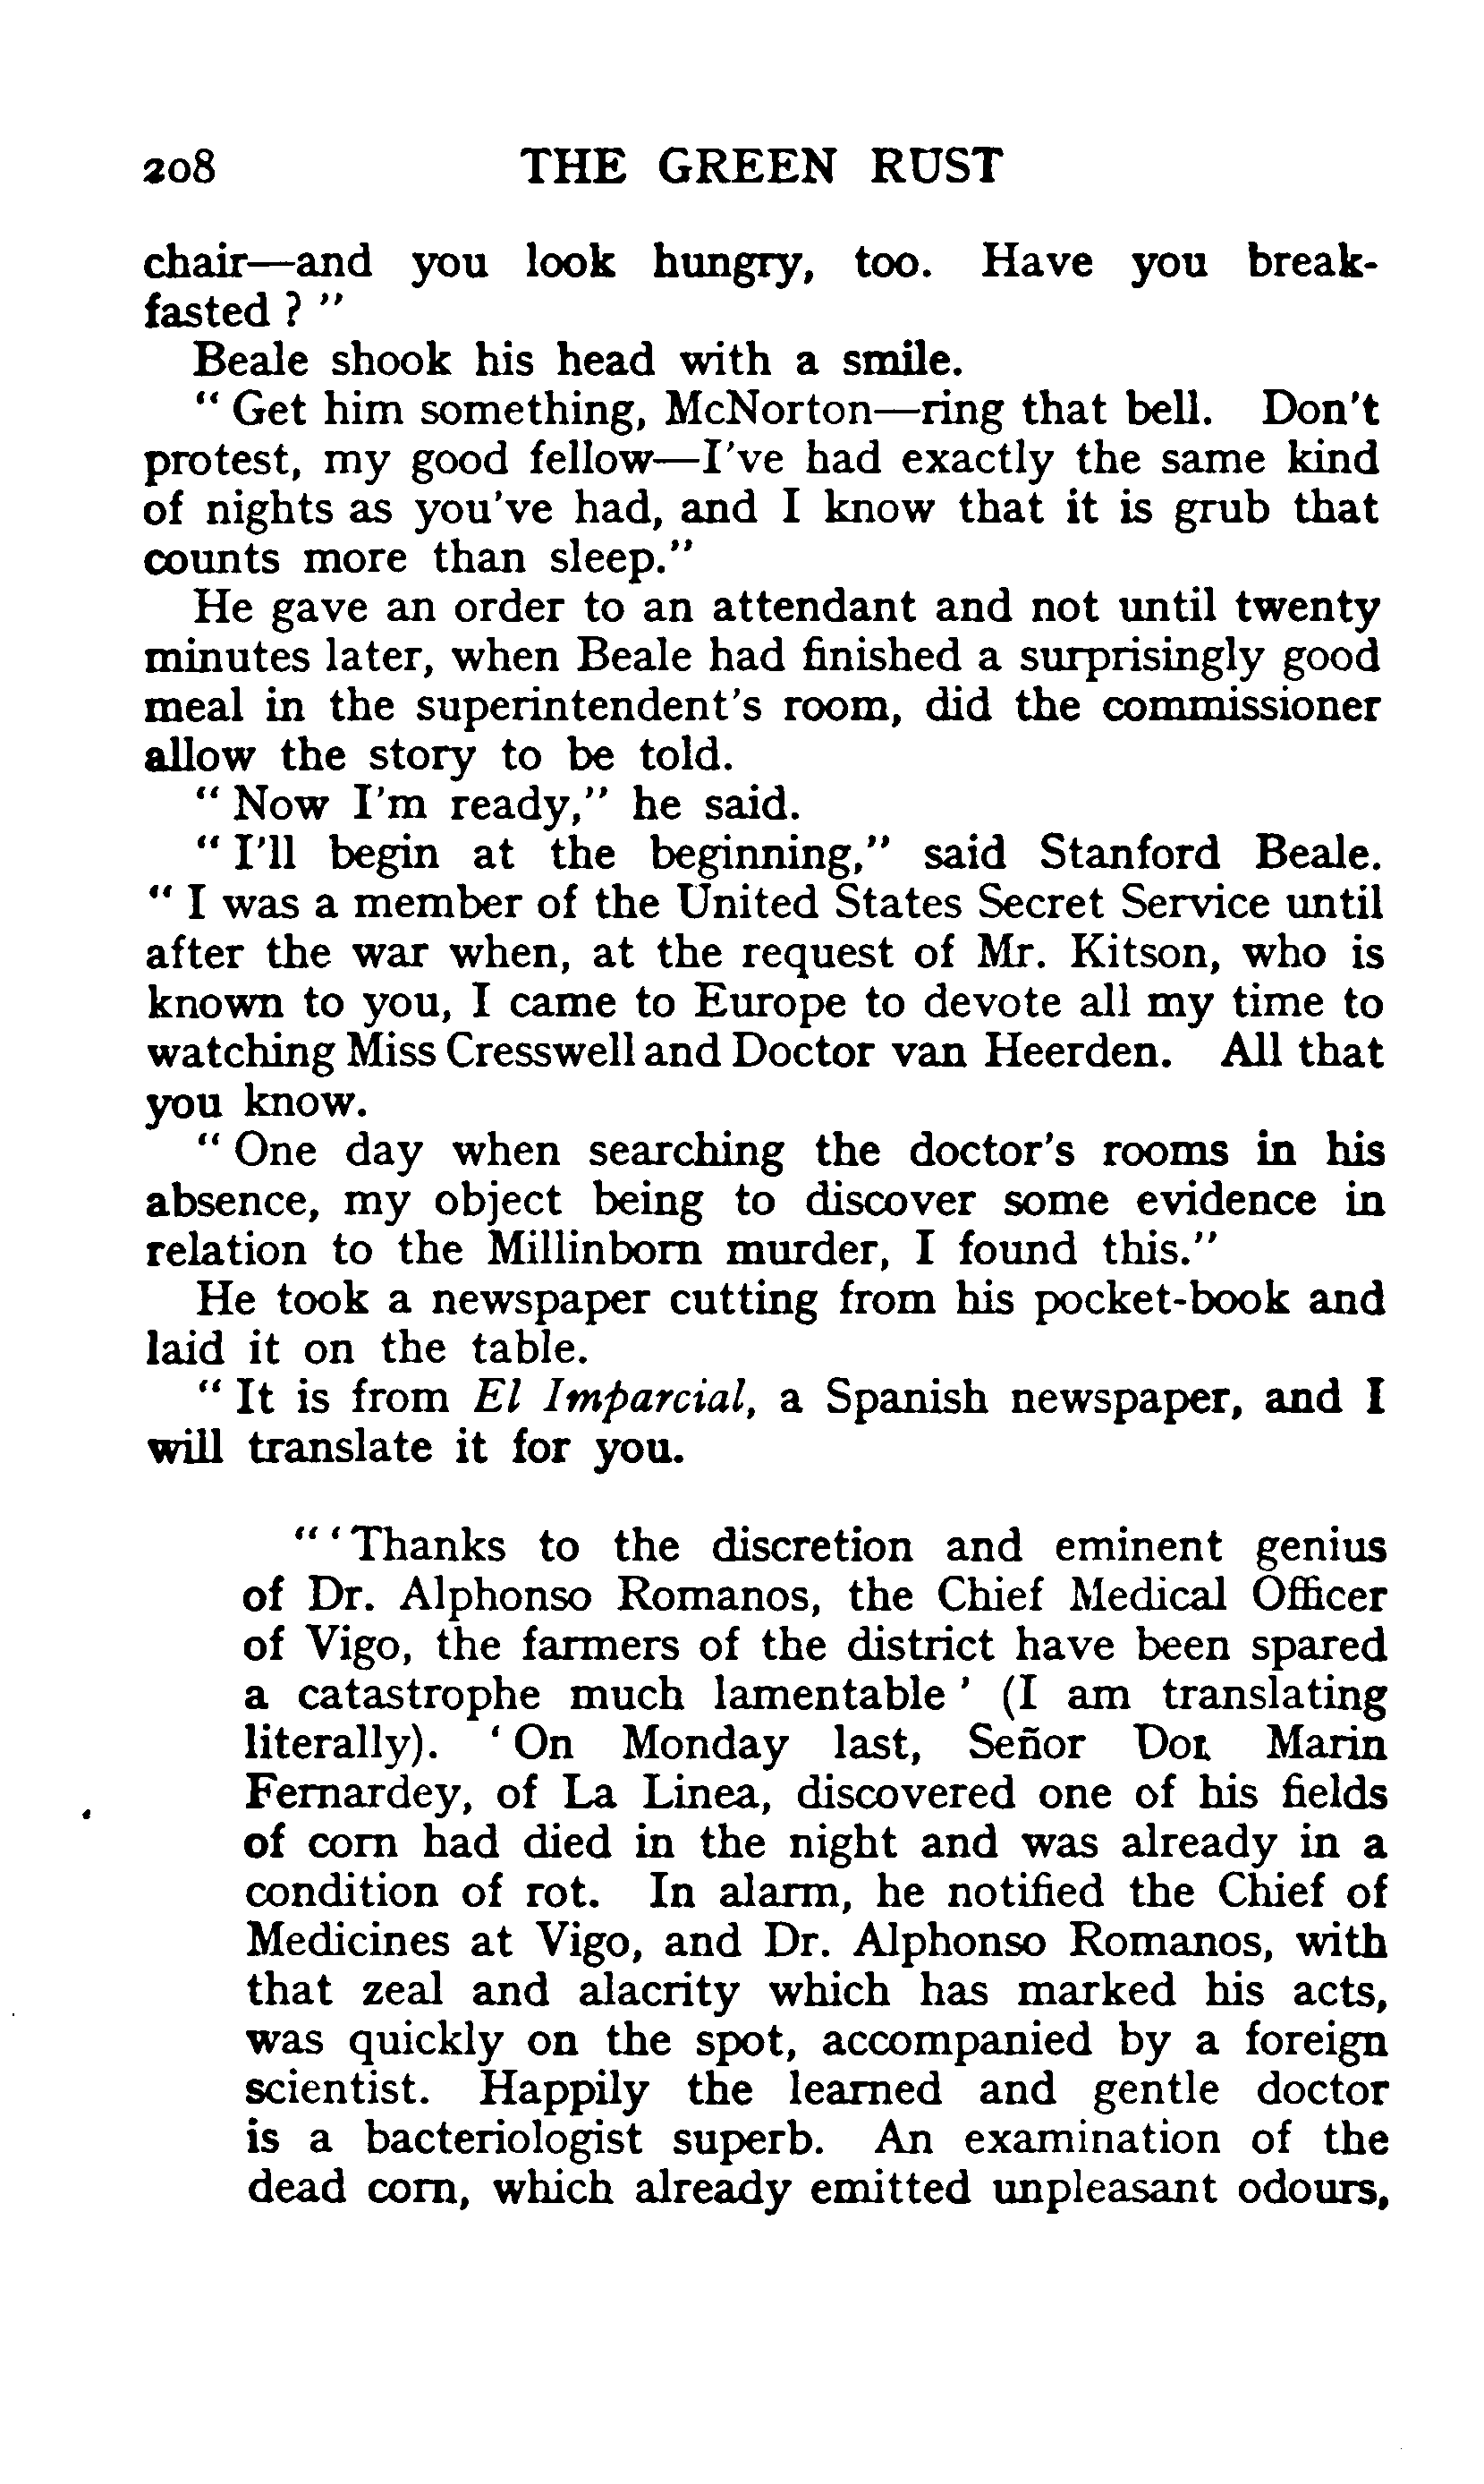 208 THE GREEN RUST
chair—and you look hungry, too. Have you break-
fasted ? "
Beale shook his head with a smile.
" Get him something, McNorton—ring that bell. Don't
protest, my good fellow—I've had exactly the same kind
of nights as you've had, and I know that it is grub that
counts more than sleep."
He gave an order to an attendant and not until twenty
minutes later, when Beale had finished a surprisingly good
meal in the superintendent's room, did the commissioner
allow the story to be told.
" Now I'm ready," he said.
" I'll begin at the beginning," said Stanford Beale.
" I was a member of the United States Secret Service until
after the war when, at the request of Mr. Kitson, who is
known to you, I came to Europe to devote all my time to
watching Miss Cresswell and Doctor van Heerden. All that
you know.
" One day when searching the doctor's rooms in his
absence, my object being to discover some evidence in
relation to the Millinborn murder, I found this."
He took a newspaper cutting from his pocket-book and
laid it on the table.
" It is from El Imparcial, a Spanish newspaper, and I
will translate it for you.
" ' Thanks to the discretion and eminent genius
of Dr. Alphonso Romanos, the Chief Medical Officer
of Vigo, the farmers of the district have been spared
a catastrophe much lamentable ' (I am translating
literally). ' On Monday last, Señor Don Marin
Fernardey, of La Linea, discovered one of his fields
of corn had died in the night and was already in a
condition of rot. In alarm, he notified the Chief of
Medicines at Vigo, and Dr. Alphonso Romanos, with
that zeal and alacrity which has marked his acts,
was quickly on the spot, accompanied by a foreign
scientist. Happily the learned and gentle doctor
is a bacteriologist superb. An examination of the
dead corn, which already emitted unpleasant odours,